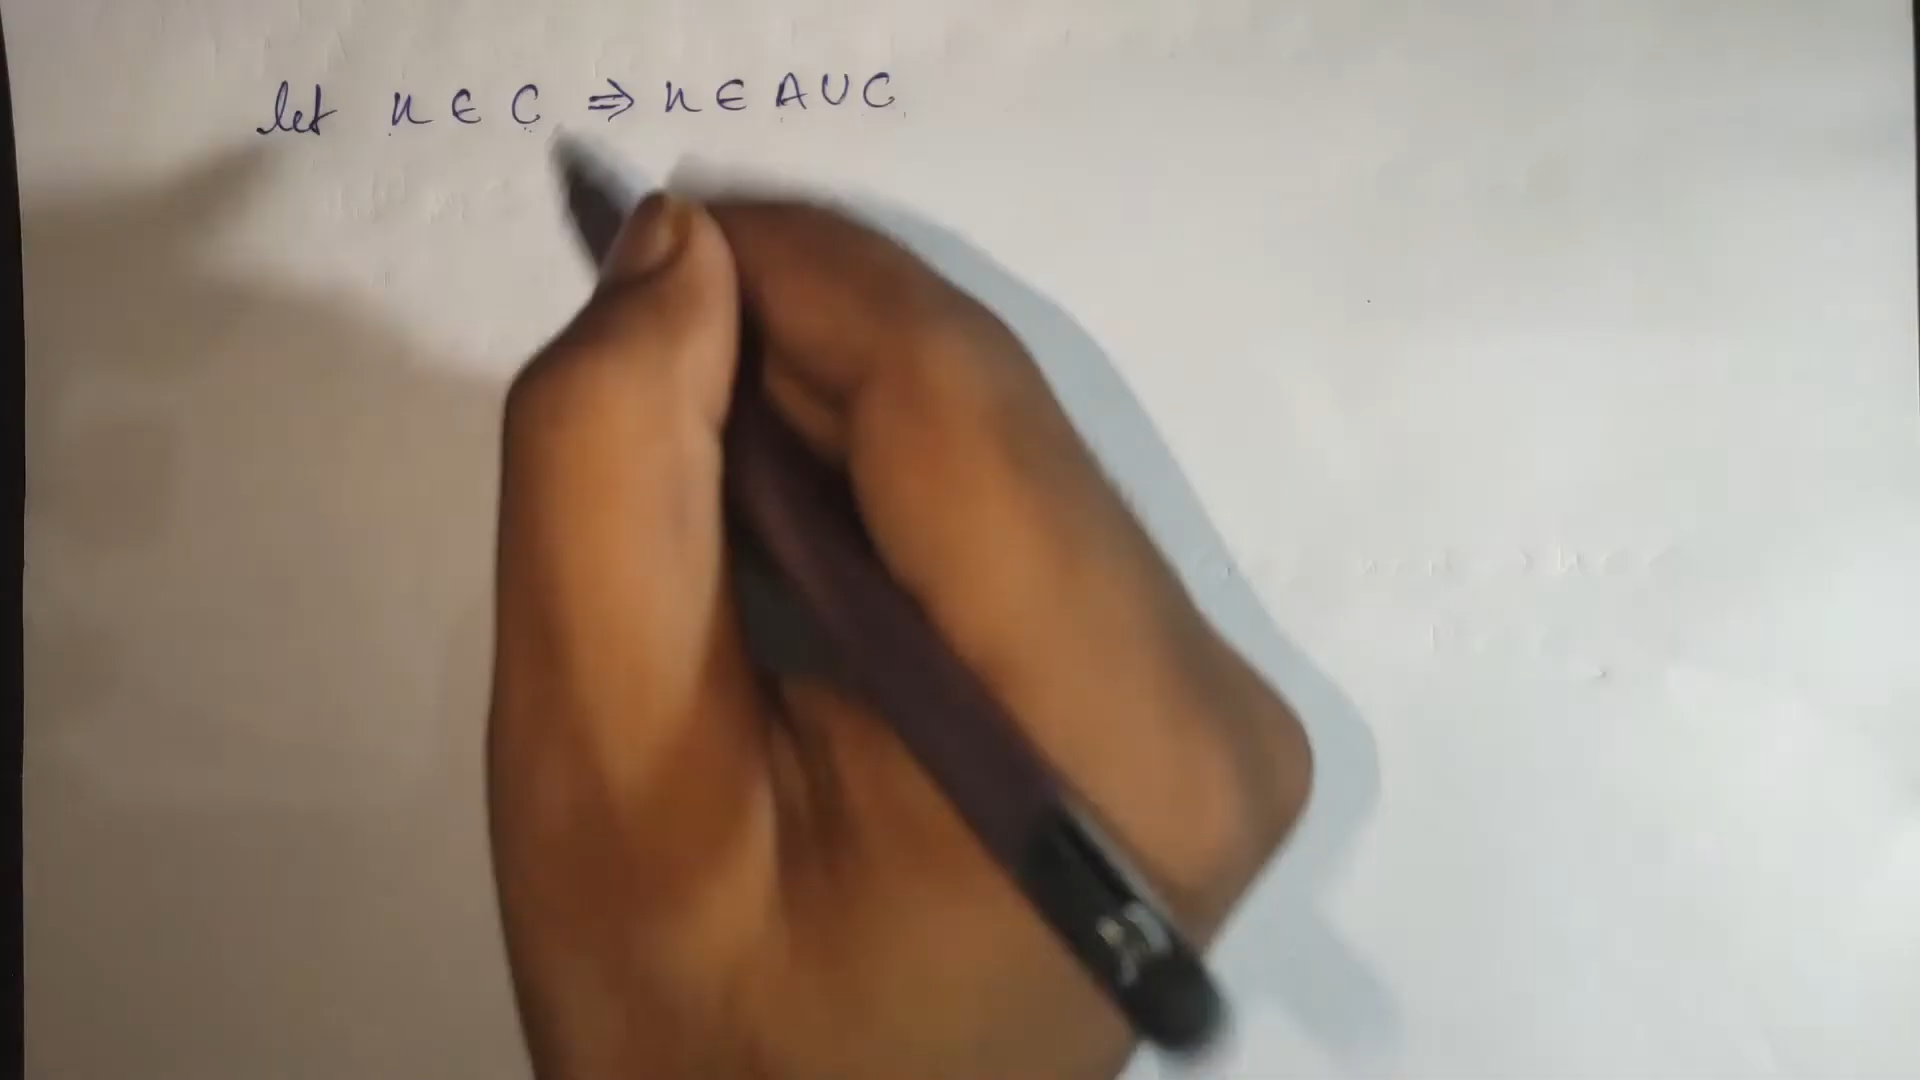 let x ∈ C ⇒ x ∈ A ∪ C